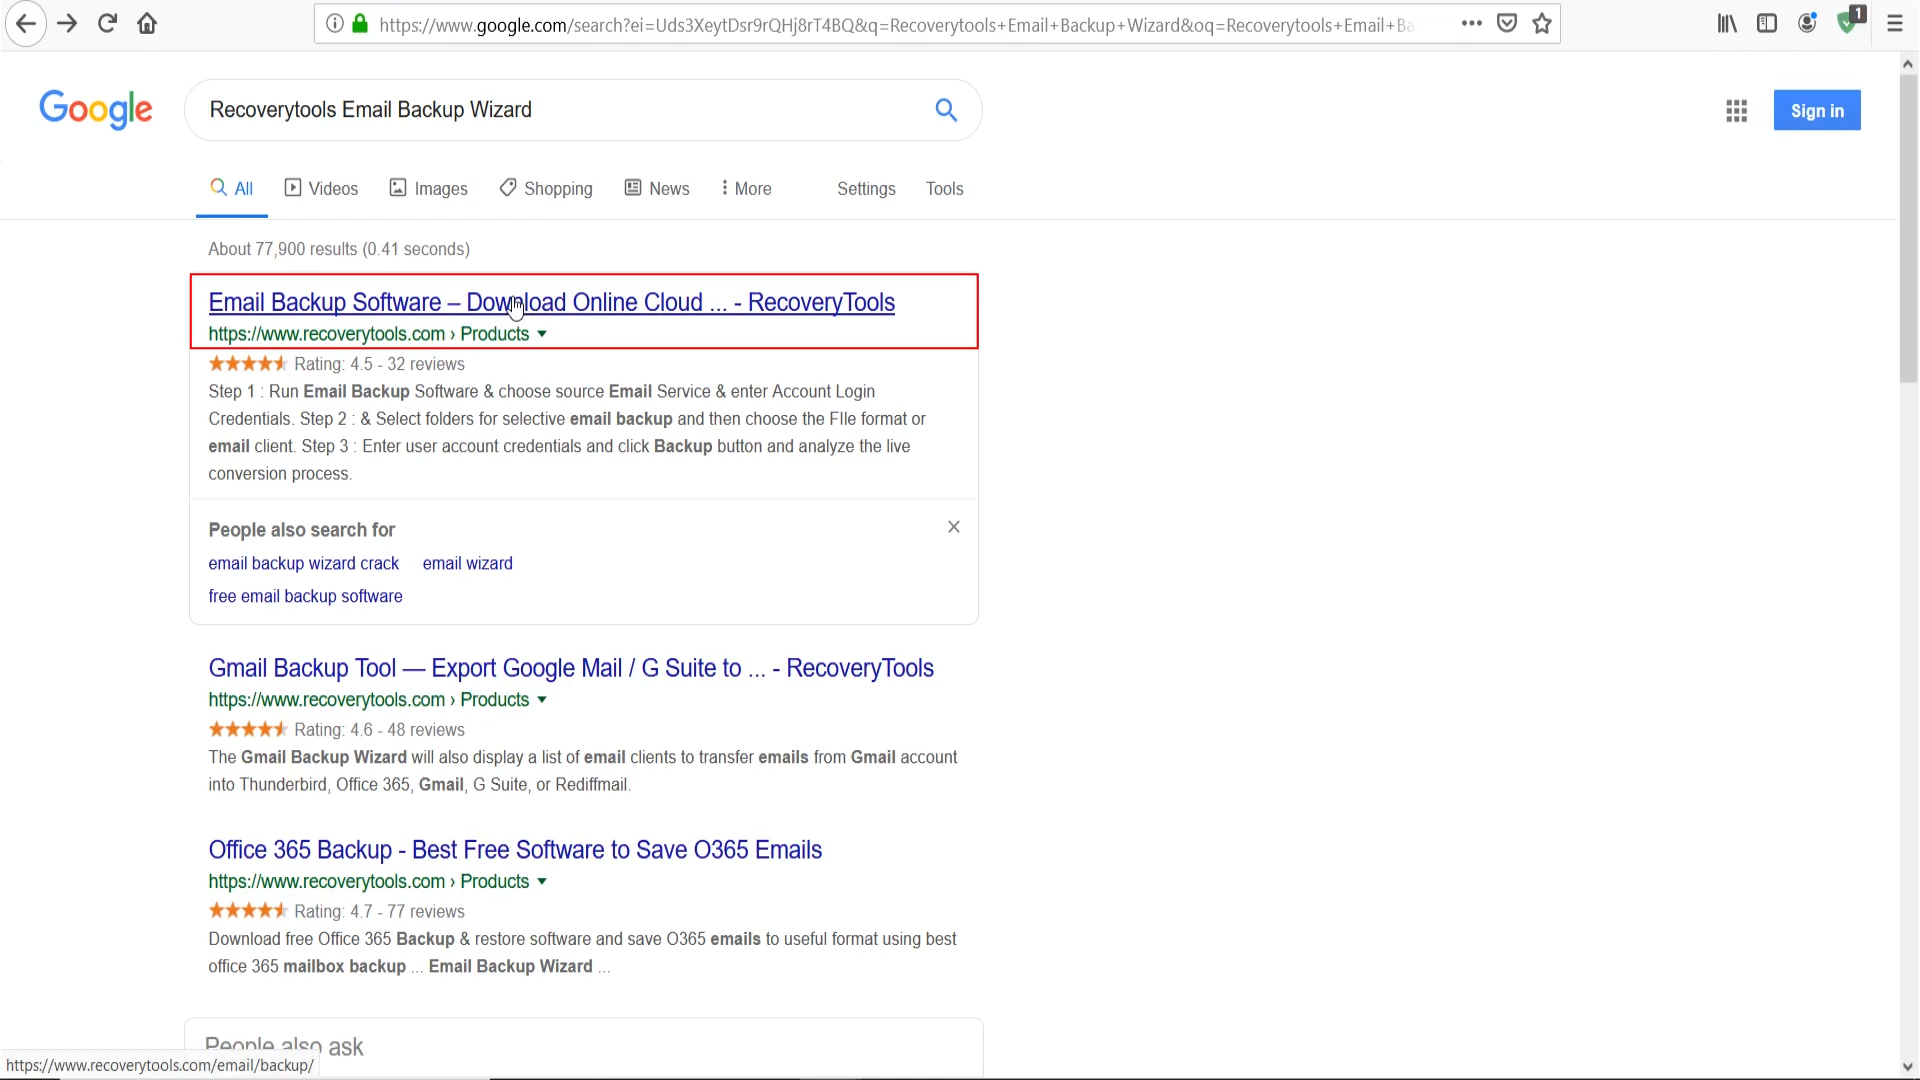 https://www.google.com/search?ei=Uds3XeytDsr9rQHj8rT4BQ&q=Recoverytools+Email+Backup+Wizard&oq=Recoverytools+Email+Ba
1
Google
Recoverytools Email Backup Wizard
Sign in
All
Videos
Images
Shopping
News
More
Settings
Tools
About 77,900 results (0.41 seconds)
Email Backup Software – Download Online Cloud ... - RecoveryTools
https://www.recoverytools.com › Products
Rating: 4.5 - 32 reviews
Step 1 : Run Email Backup Software & choose source Email Service & enter Account Login
Credentials. Step 2 : & Select folders for selective email backup and then choose the FIle format or
email client. Step 3 : Enter user account credentials and click Backup button and analyze the live
conversion process.
People also search for
email backup wizard crack
email wizard
free email backup software
Gmail Backup Tool — Export Google Mail / G Suite to ... - RecoveryTools
https://www.recoverytools.com › Products
Rating: 4.6 - 48 reviews
The Gmail Backup Wizard will also display a list of email clients to transfer emails from Gmail account
into Thunderbird, Office 365, Gmail, G Suite, or Rediffmail.
Office 365 Backup - Best Free Software to Save O365 Emails
https://www.recoverytools.com › Products
Rating: 4.7 - 77 reviews
Download free Office 365 Backup & restore software and save O365 emails to useful format using best
office 365 mailbox backup ... Email Backup Wizard ...
People also ask
https://www.recoverytools.com/email/backup/